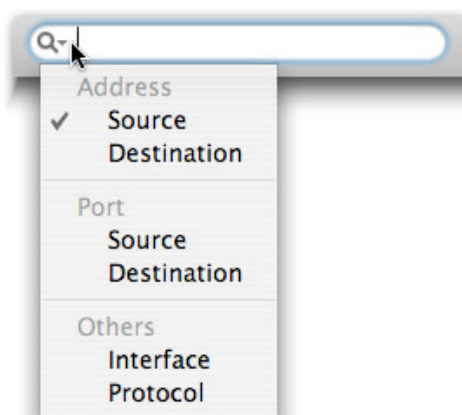 Address
Source
Destination
Port
Source
Destination
Others
Interface
Protocol